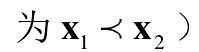 为 x₁ ≺ x₂ ）